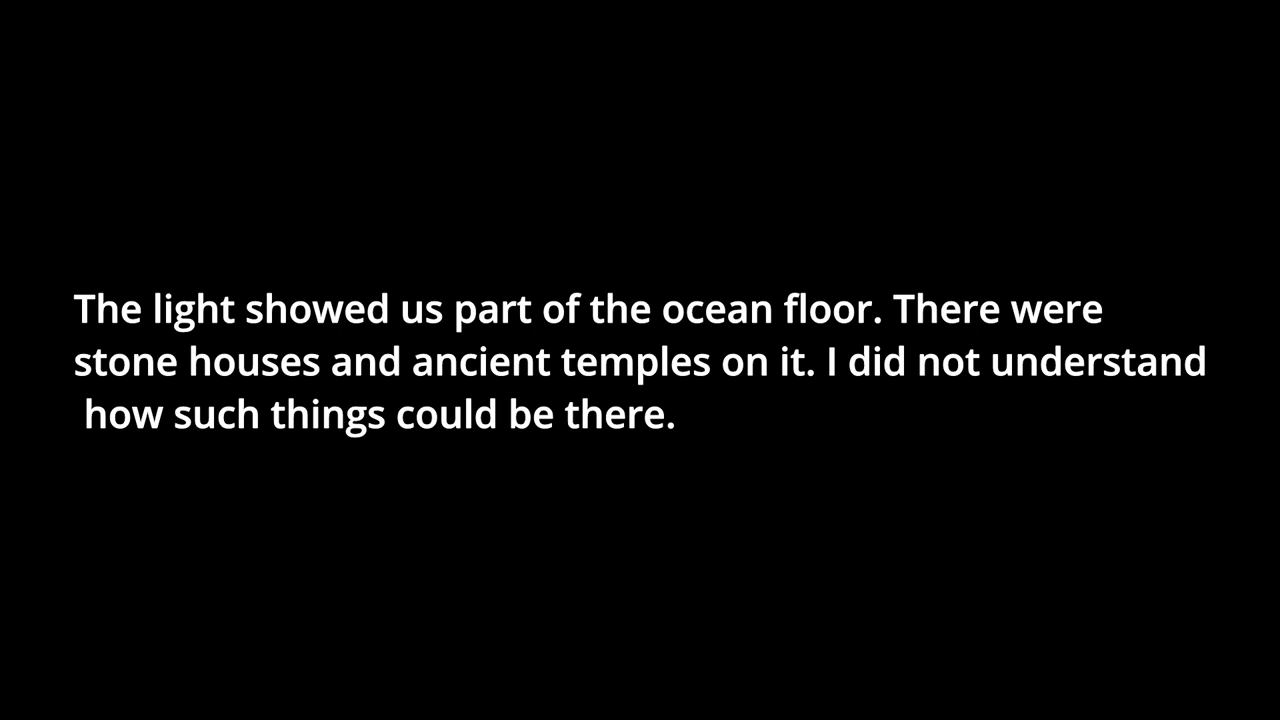 The light showed us part of the ocean floor. There were
stone houses and ancient temples on it. I did not understand
how such things could be there.